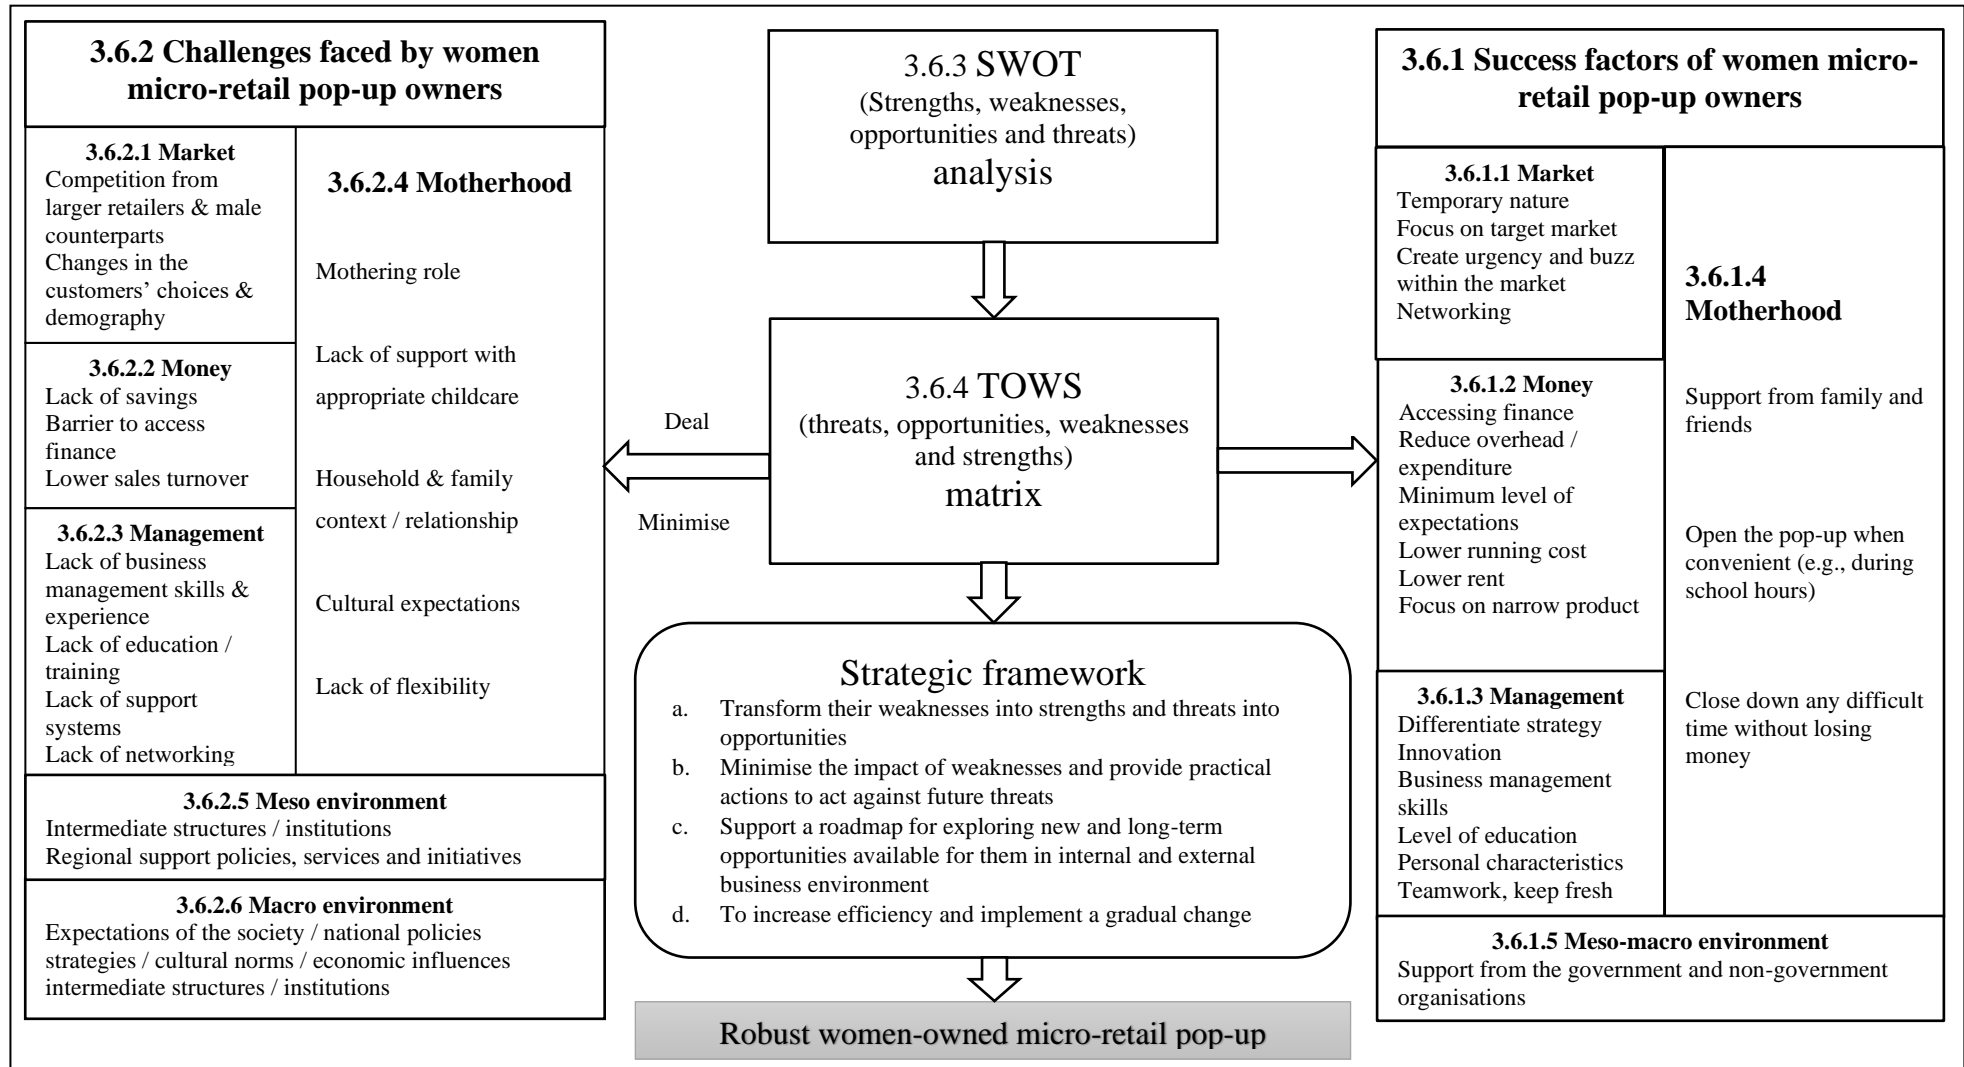 3.6.2 Challenges faced by women
micro-retail pop-up owners
3.6.2.1 Market
Competition from
larger retailers & male
counterparts
Changes in the
customers’ choices &
demography
3.6.2.2 Money
Lack of savings
Barrier to access
finance
Lower sales turnover
3.6.2.3 Management
Lack of business
management skills &
experience
Lack of education /
training
Lack of support
systems
Lack of networking
3.6.2.4 Motherhood
Mothering role
Lack of support with
appropriate childcare
Household & family
context / relationship
Cultural expectations
Lack of flexibility
3.6.2.5 Meso environment
Intermediate structures / institutions
Regional support policies, services and initiatives
3.6.2.6 Macro environment
Expectations of the society / national policies
strategies / cultural norms / economic influences
intermediate structures / institutions
Deal
Minimise
3.6.3 SWOT
(Strengths, weaknesses,
opportunities and threats)
analysis
3.6.4 TOWS
(threats, opportunities, weaknesses
and strengths)
matrix
Strategic framework
a. Transform their weaknesses into strengths and threats into
opportunities
b. Minimise the impact of weaknesses and provide practical
actions to act against future threats
c. Support a roadmap for exploring new and long-term
opportunities available for them in internal and external
business environment
d. To increase efficiency and implement a gradual change
Robust women-owned micro-retail pop-up
3.6.1 Success factors of women micro-
retail pop-up owners
3.6.1.1 Market
Temporary nature
Focus on target market
Create urgency and buzz
within the market
Networking
3.6.1.2 Money
Accessing finance
Reduce overhead /
expenditure
Minimum level of
expectations
Lower running cost
Lower rent
Focus on narrow product
3.6.1.3 Management
Differentiate strategy
Innovation
Business management
skills
Level of education
Personal characteristics
Teamwork, keep fresh
3.6.1.4
Motherhood
Support from family and
friends
Open the pop-up when
convenient (e.g., during
school hours)
Close down any difficult
time without losing
money
3.6.1.5 Meso-macro environment
Support from the government and non-government
organisations